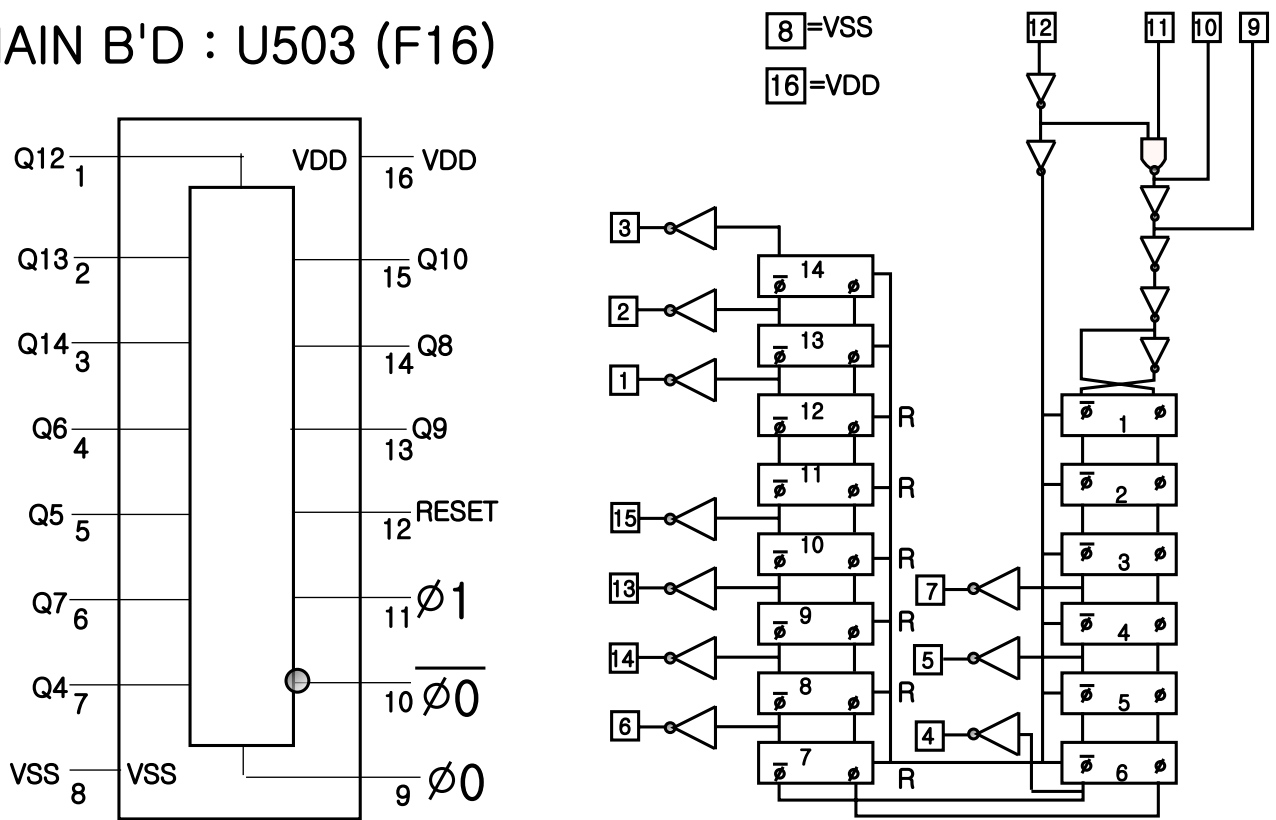 AIN B'D : U503 (F16)
8 =VSS
16 =VDD
12 11 10 9
Q12 1
VDD
16 VDD
Q13 2
15 Q10
Q14 3
14 Q8
Q6 4
13 Q9
Q5 5
12 RESET
Q7 6
11 Ø1
Q4 7
10 Ø0̅
VSS 8
VSS
9 Ø0
3
14
ø̅ ø
2
13
ø̅ ø
1
12
ø̅ ø R
11
ø̅ ø R
15
10
ø̅ ø R
13
9
ø̅ ø R
14
8
ø̅ ø R
6
7
ø̅ ø R
ø̅ 1 ø
ø̅ 2 ø
ø̅ 3 ø
7
ø̅ 4 ø
5
ø̅ 5 ø
4
ø̅ 6 ø